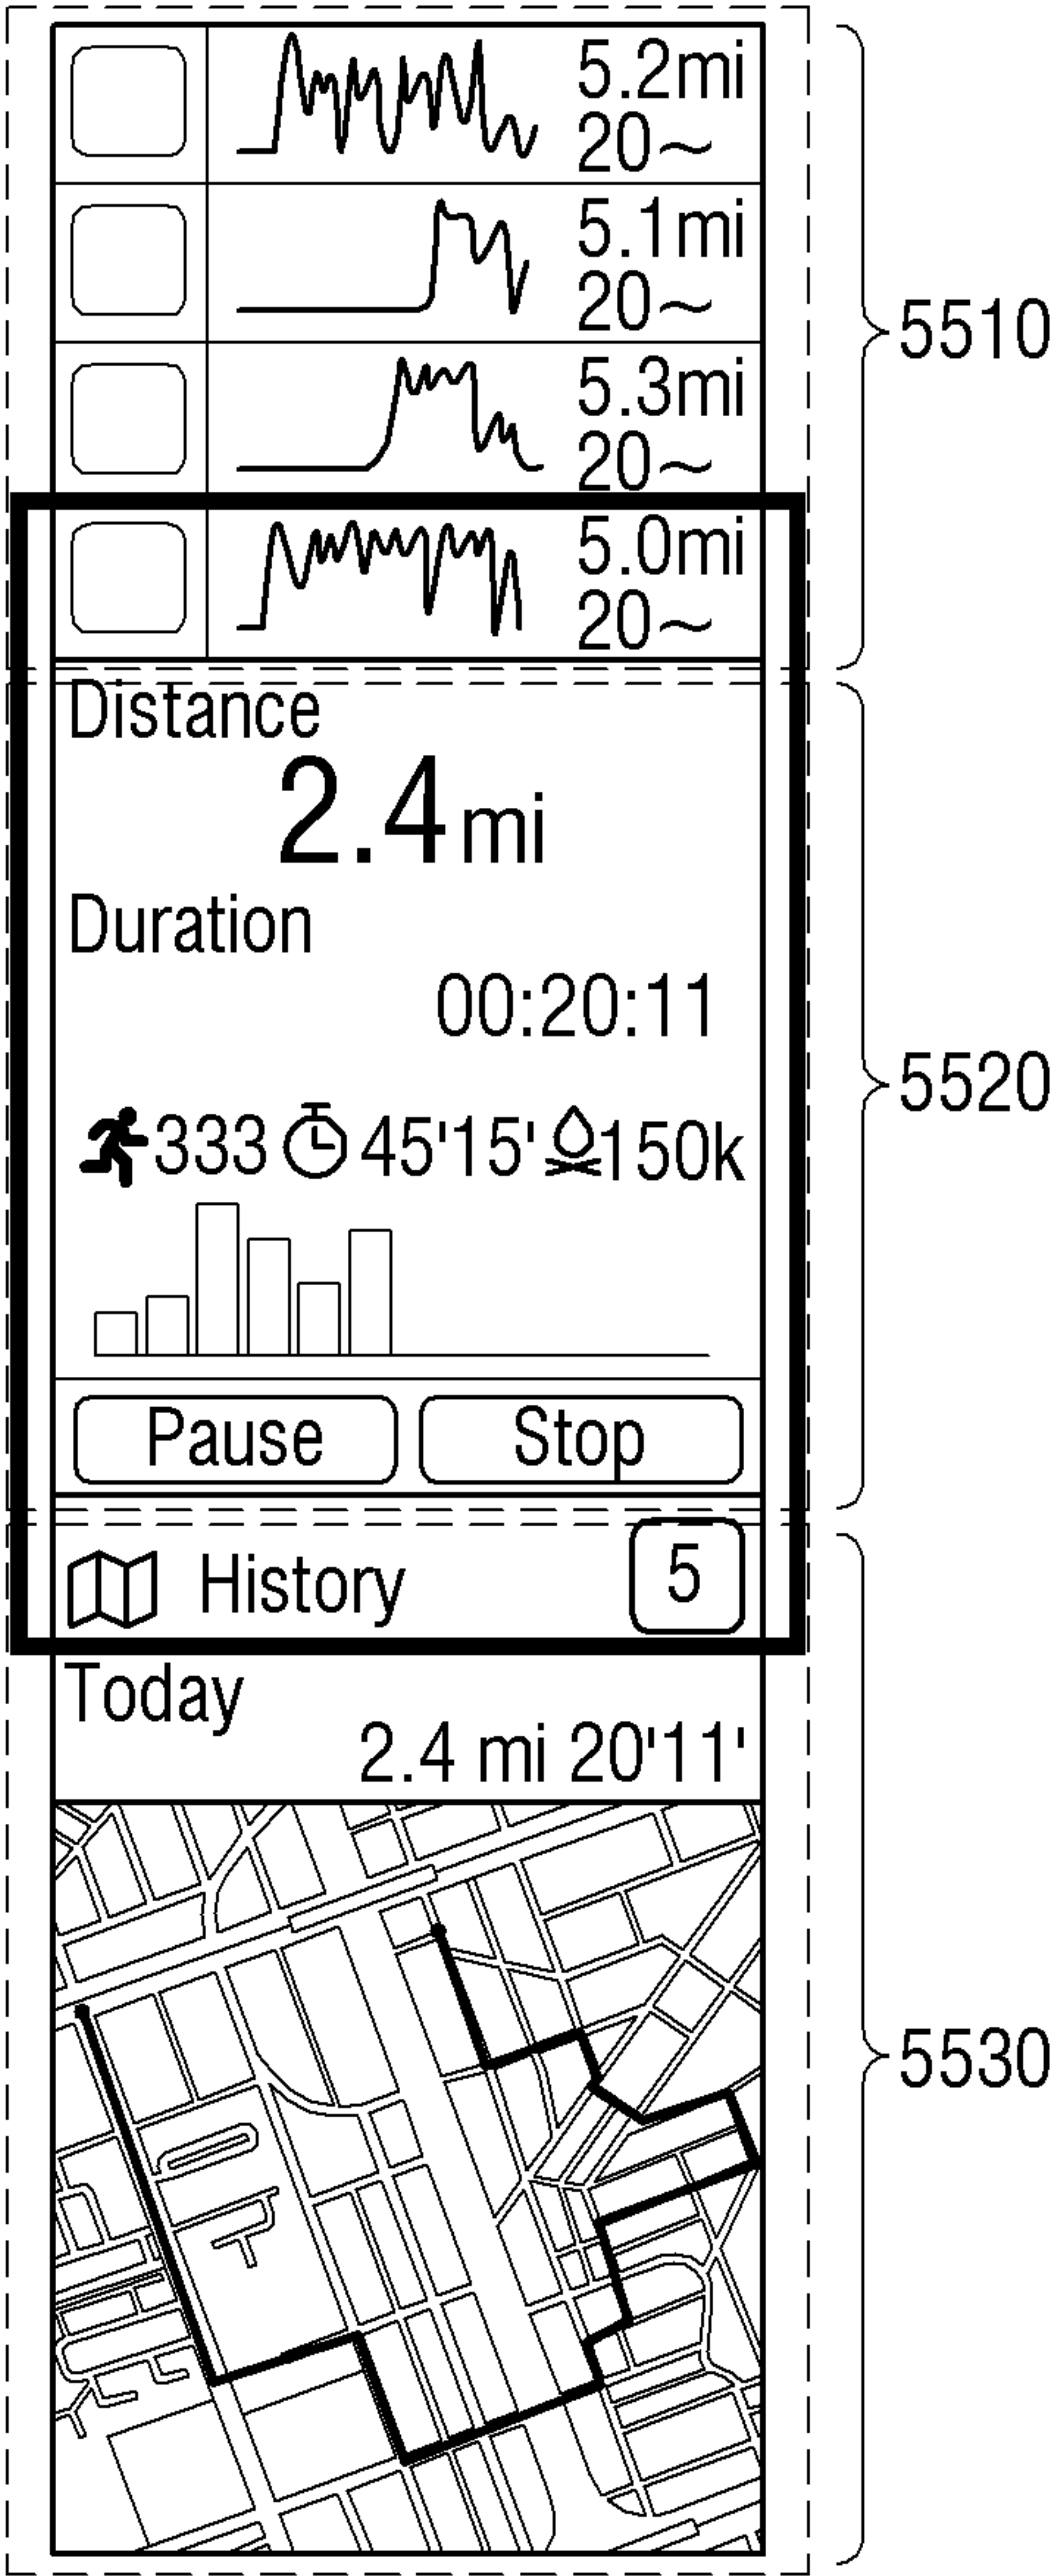 5.2mi
20~
5.1mi
20~
5510
5.3mi
20~
5.0mi
20~
Distance
2.4mi
Duration
00:20:11
5520
333 45'15' 150k
Pause Stop
History 5
Today
2.4 mi 20'11'
5530